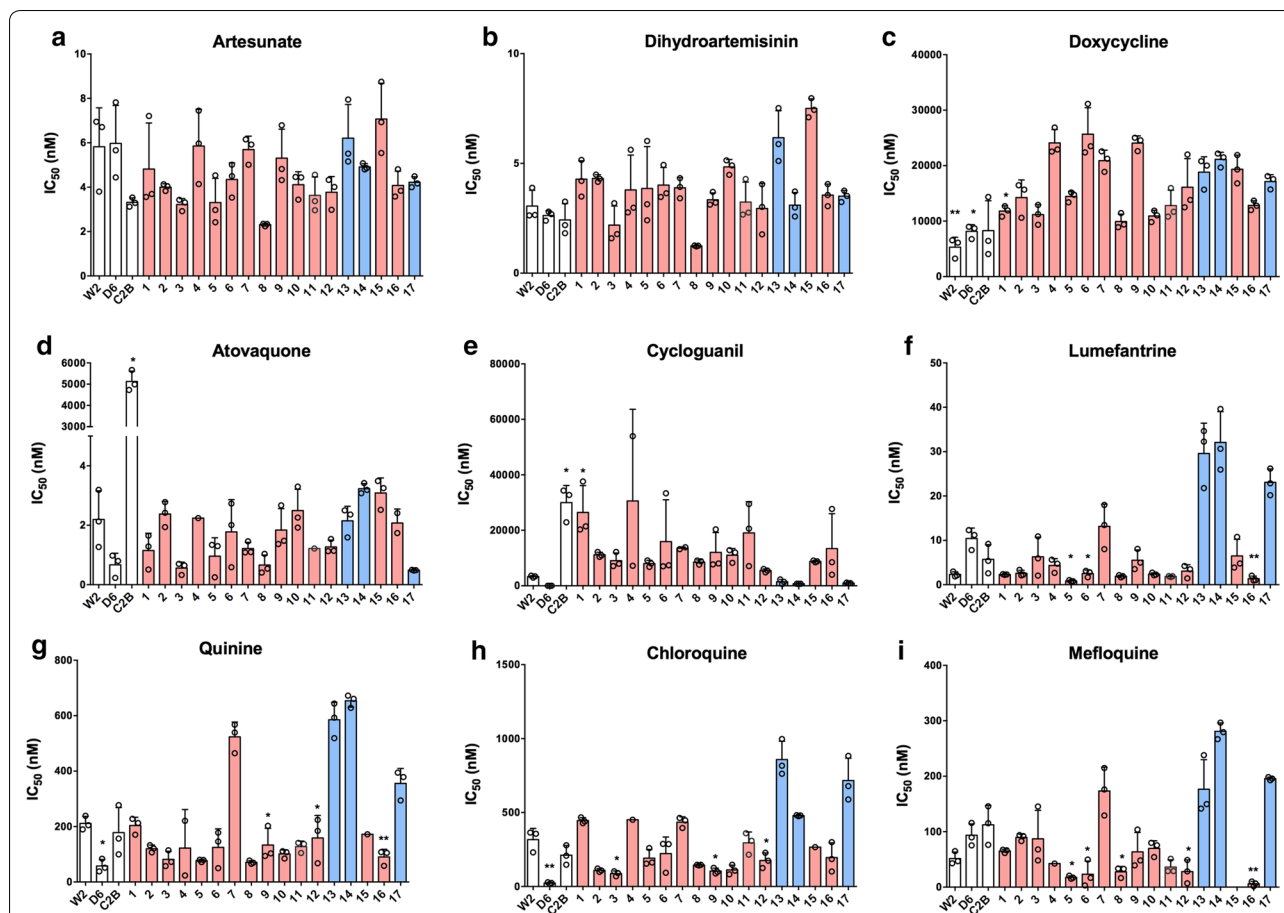 a Artesunate
IC50 (nM)
10
8
6
4
2
0
W2 D6 C2B 1 2 3 4 5 6 7 8 9 10 11 12 13 14 15 16 17
b Dihydroartemisinin
IC50 (nM)
10
5
0
W2 D6 C2B 1 2 3 4 5 6 7 8 9 10 11 12 13 14 15 16 17
c Doxycycline
IC50 (nM)
40000
30000
20000
10000
0
** * *
W2 D6 C2B 1 2 3 4 5 6 7 8 9 10 11 12 13 14 15 16 17
d Atovaquone
IC50 (nM)
6000
5000
4000
3000
4
2
0
*
W2 D6 C2B 1 2 3 4 5 6 7 8 9 10 11 12 13 14 15 16 17
e Cycloguanil
IC50 (nM)
80000
60000
40000
20000
0
* *
W2 D6 C2B 1 2 3 4 5 6 7 8 9 10 11 12 13 14 15 16 17
f Lumefantrine
IC50 (nM)
50
40
30
20
10
0
* * **
W2 D6 C2B 1 2 3 4 5 6 7 8 9 10 11 12 13 14 15 16 17
g Quinine
IC50 (nM)
800
600
400
200
0
* * * **
W2 D6 C2B 1 2 3 4 5 6 7 8 9 10 11 12 13 14 15 16 17
h Chloroquine
IC50 (nM)
1500
1000
500
0
** * * *
W2 D6 C2B 1 2 3 4 5 6 7 8 9 10 11 12 13 14 15 16 17
i Mefloquine
IC50 (nM)
400
300
200
100
0
* * * * **
W2 D6 C2B 1 2 3 4 5 6 7 8 9 10 11 12 13 14 15 16 17